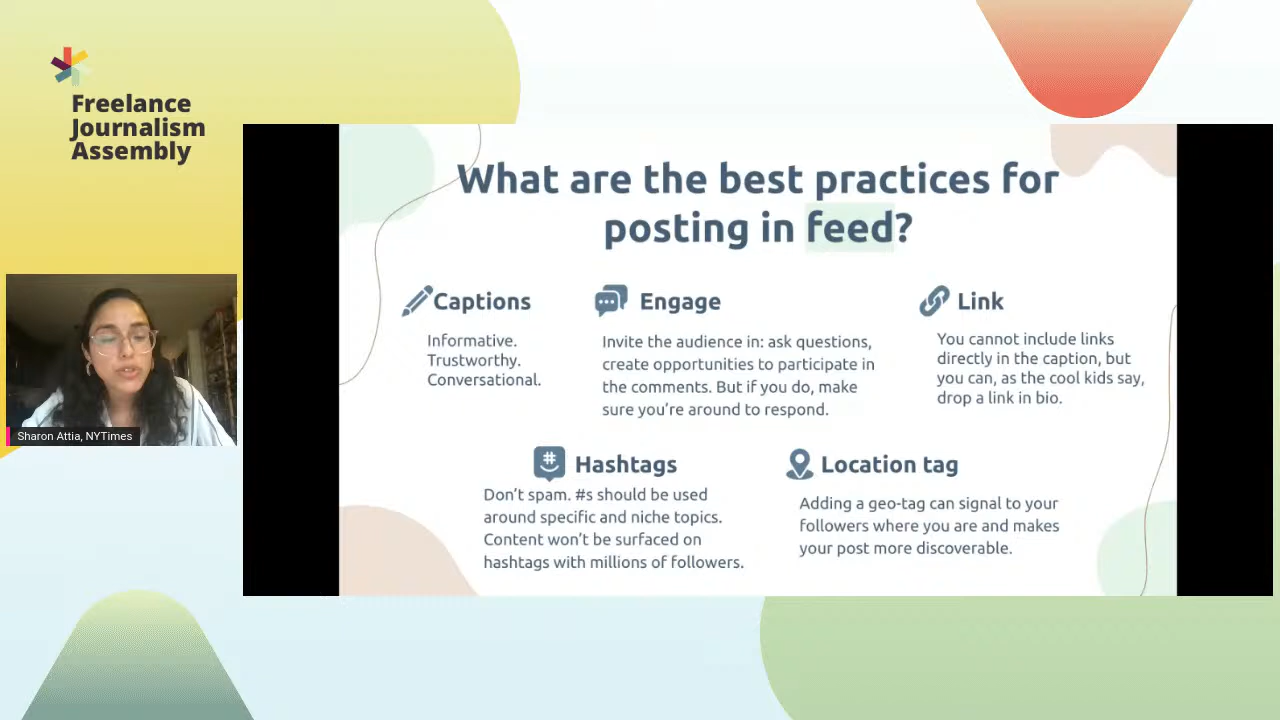 Freelance
Journalism
Assembly
What are the best practices for
posting in feed?
Captions
Informative.
Trustworthy.
Conversational.
Engage
Invite the audience in: ask questions,
create opportunities to participate in
the comments. But if you do, make
sure you're around to respond.
Link
You cannot include links
directly in the caption, but
you can, as the cool kids say,
drop a link in bio.
Sharon Attia, NYTimes
#
Hashtags
Don't spam. #s should be used
around specific and niche topics.
Content won't be surfaced on
hashtags with millions of followers.
Location tag
Adding a geo-tag can signal to your
followers where you are and makes
your post more discoverable.